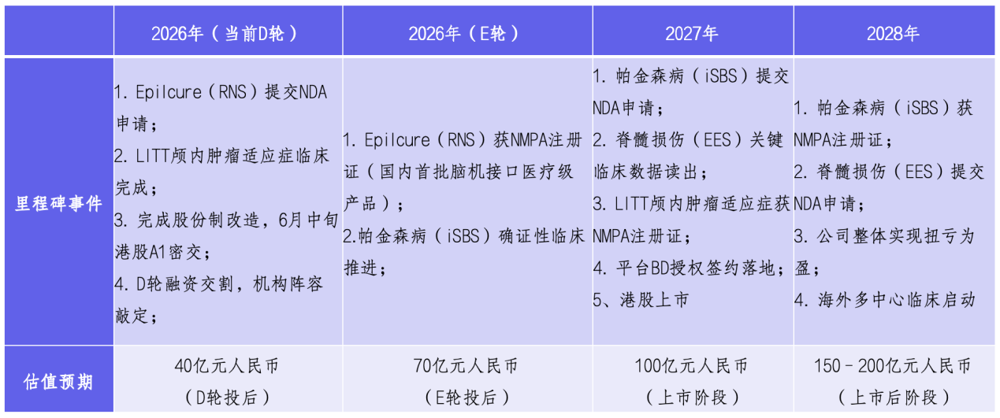 2026年（当前D轮）
2026年（E轮）
2027年
2028年
里程碑事件
1. Epilcure（RNS）提交NDA
申请；
2. LITT颅内肿瘤适应症临床
完成；
3. 完成股份制改造，6月中旬
港股A1密交；
4. D轮融资交割，机构阵容
敲定；
1. Epilcure（RNS）获NMPA注册
证（国内首批脑机接口医疗级
产品）；
2.帕金森病（iSBS）确证性临床
推进；
1. 帕金森病（iSBS）提交
NDA申请；
2. 脊髓损伤（EES）关键
临床数据读出；
3. LITT颅内肿瘤适应症获
NMPA注册证；
4. 平台BD授权签约落地；
5、港股上市
1. 帕金森病（iSBS）获
NMPA注册证；
2. 脊髓损伤（EES）提交
NDA申请；
3. 公司整体实现扭亏为
盈；
4. 海外多中心临床启动
估值预期
40亿元人民币
（D轮投后）
70亿元人民币
（E轮投后）
100亿元人民币
（上市阶段）
150-200亿元人民币
（上市后阶段）